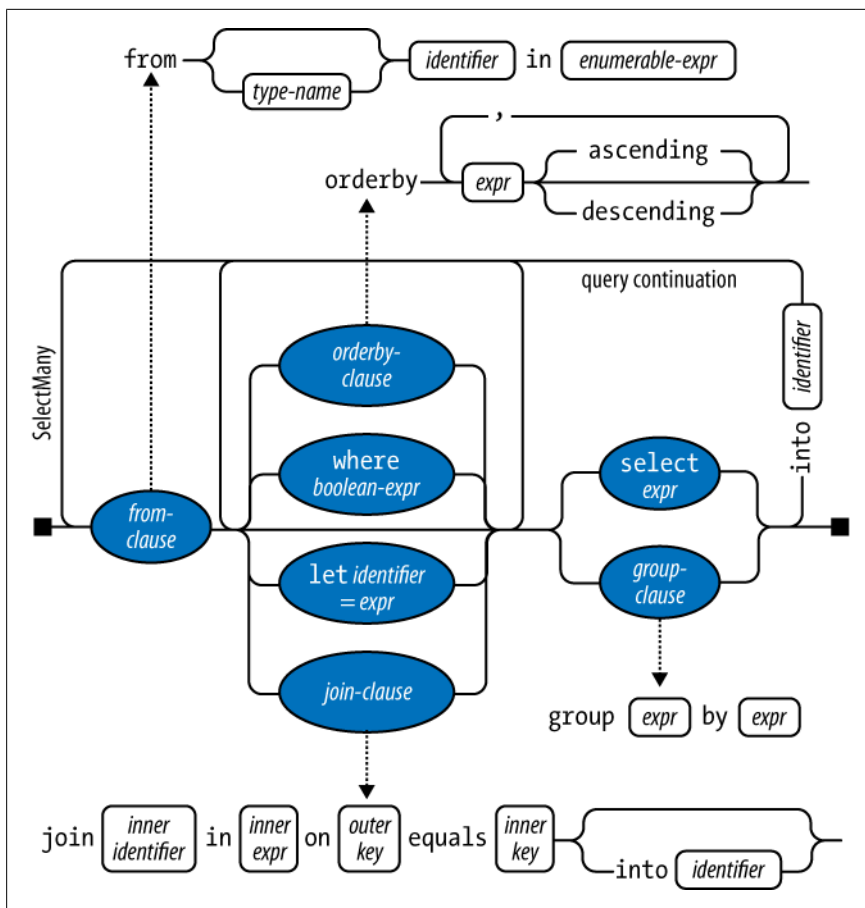 from type-name identifier in enumerable-expr
,
orderby expr ascending
descending
query continuation
SelectMany
identifier
into
orderby-
clause
where
boolean-expr
from-
clause
let identifier
= expr
join-clause
select
expr
group-
clause
group expr by expr
join inner identifier in inner expr on outer key equals inner key into identifier